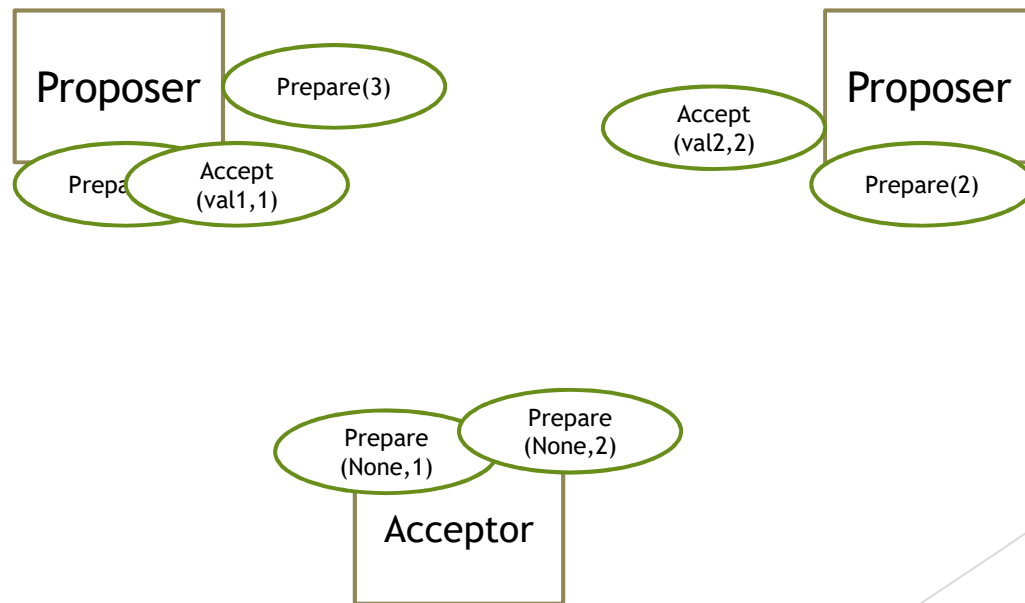 Proposer
Prepare(3)
Accept
(val1,1)
Accept
(val2,2)
Proposer
Prepare(2)
Prepare
(None,1)
Prepare
(None,2)
Acceptor